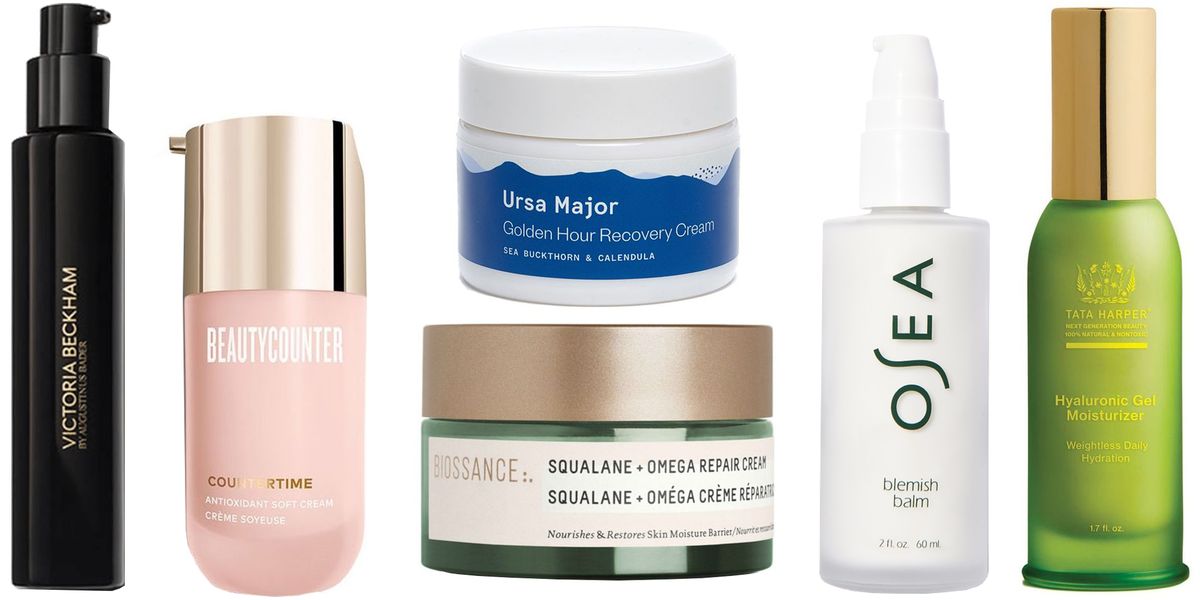 VICTORIA BECKHAM
BY AUGUSTINUS BADER
BEAUTYCOUNTER
COUNTERTIME
ANTIOXIDANT SOFT CREAM
CRÈME SOYEUSE
Ursa Major
Golden Hour Recovery Cream
SEA BUCKTHORN & CALENDULA
BIOSSANCE:.
SQUALANE + OMEGA REPAIR CREAM
SQUALANE + OMÉGA CRÈME RÉPARATR
Nourishes & Restores Skin Moisture Barrier/Nourrit et
OSEA
blemish
balm
2 fl. oz. 60 ml.
TATA HARPER
NEXT GENERATION BEAUTY
100% NATURAL & NONTOXIC
Hyaluronic Gel
Moisturizer
Weightless Daily
Hydration
1.7 fl. oz.